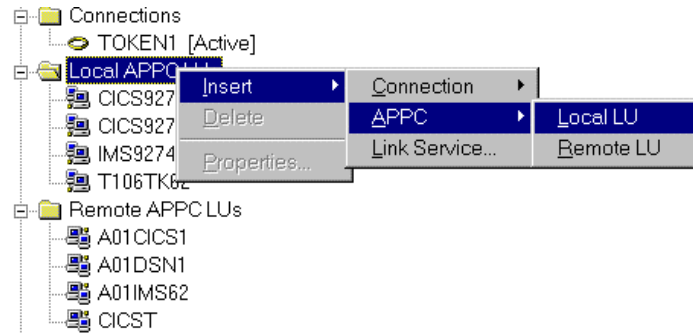 Connections
TOKEN1 [Active]
Local APPC
Insert
Connection
CICS927
Delete
APPC
Local LU
CICS927
Link Service...
Remote LU
IMS9274
Properties...
T106TK62
Remote APPC LUs
A01CICS1
A01DSN1
A01IMS62
CICST